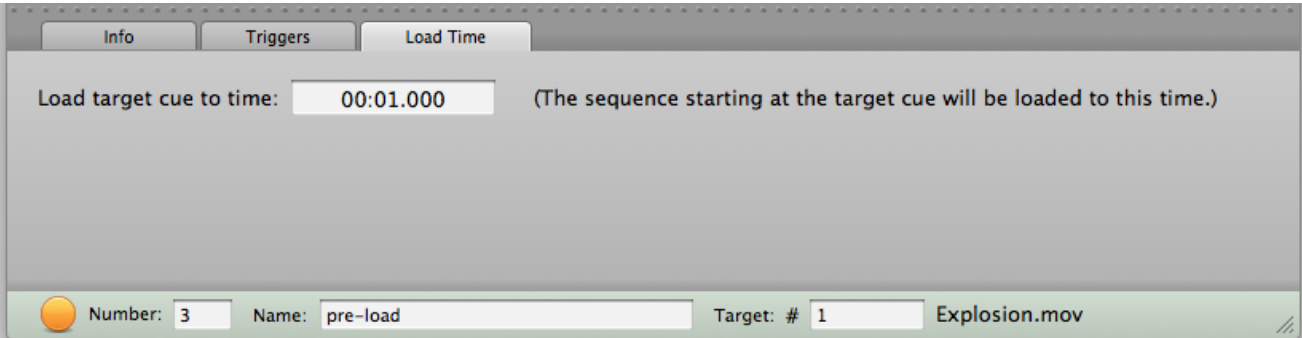 Info Triggers Load Time
Load target cue to time: 00:01.000 (The sequence starting at the target cue will be loaded to this time.)
Number: 3 Name: pre-load Target: # 1 Explosion.mov